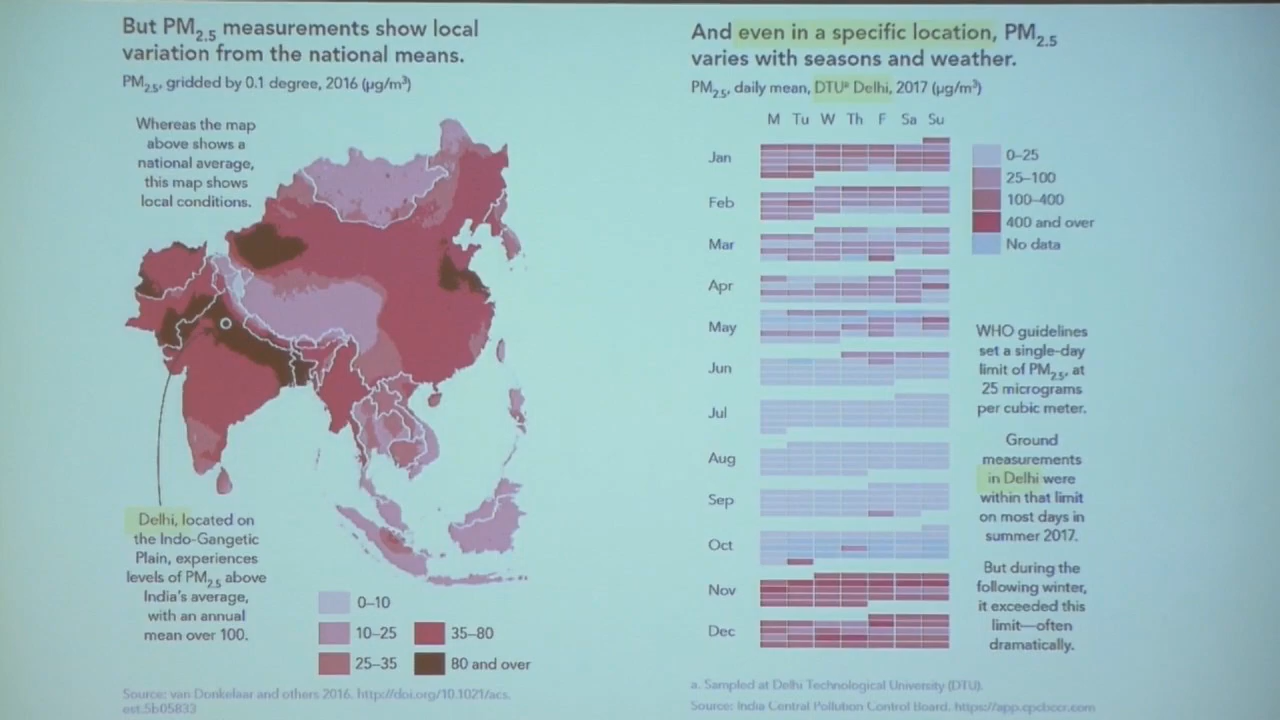 But PM2.5 measurements show local
variation from the national means.
PM2.5, gridded by 0.1 degree, 2016 (µg/m³)
Whereas the map
above shows a
national average,
this map shows
local conditions.
Delhi, located on
the Indo-Gangetic
Plain, experiences
levels of PM2.5 above
India's average,
with an annual
mean over 100.
0–10
10–25
25–35
35–80
80 and over
Source: van Donkelaar and others 2016. http://doi.org/10.1021/acs.
est.5b05833
And even in a specific location, PM2.5
varies with seasons and weather.
PM2.5, daily mean, DTUª Delhi, 2017 (µg/m³)
M Tu W Th F Sa Su
Jan
Feb
Mar
Apr
May
Jun
Jul
Aug
Sep
Oct
Nov
Dec
0–25
25–100
100–400
400 and over
No data
WHO guidelines
set a single-day
limit of PM2.5, at
25 micrograms
per cubic meter.
Ground
measurements
in Delhi were
within that limit
on most days in
summer 2017.
But during the
following winter,
it exceeded this
limit—often
dramatically.
a. Sampled at Delhi Technological University (DTU).
Source: India Central Pollution Control Board. https://app.cpcbccr.com